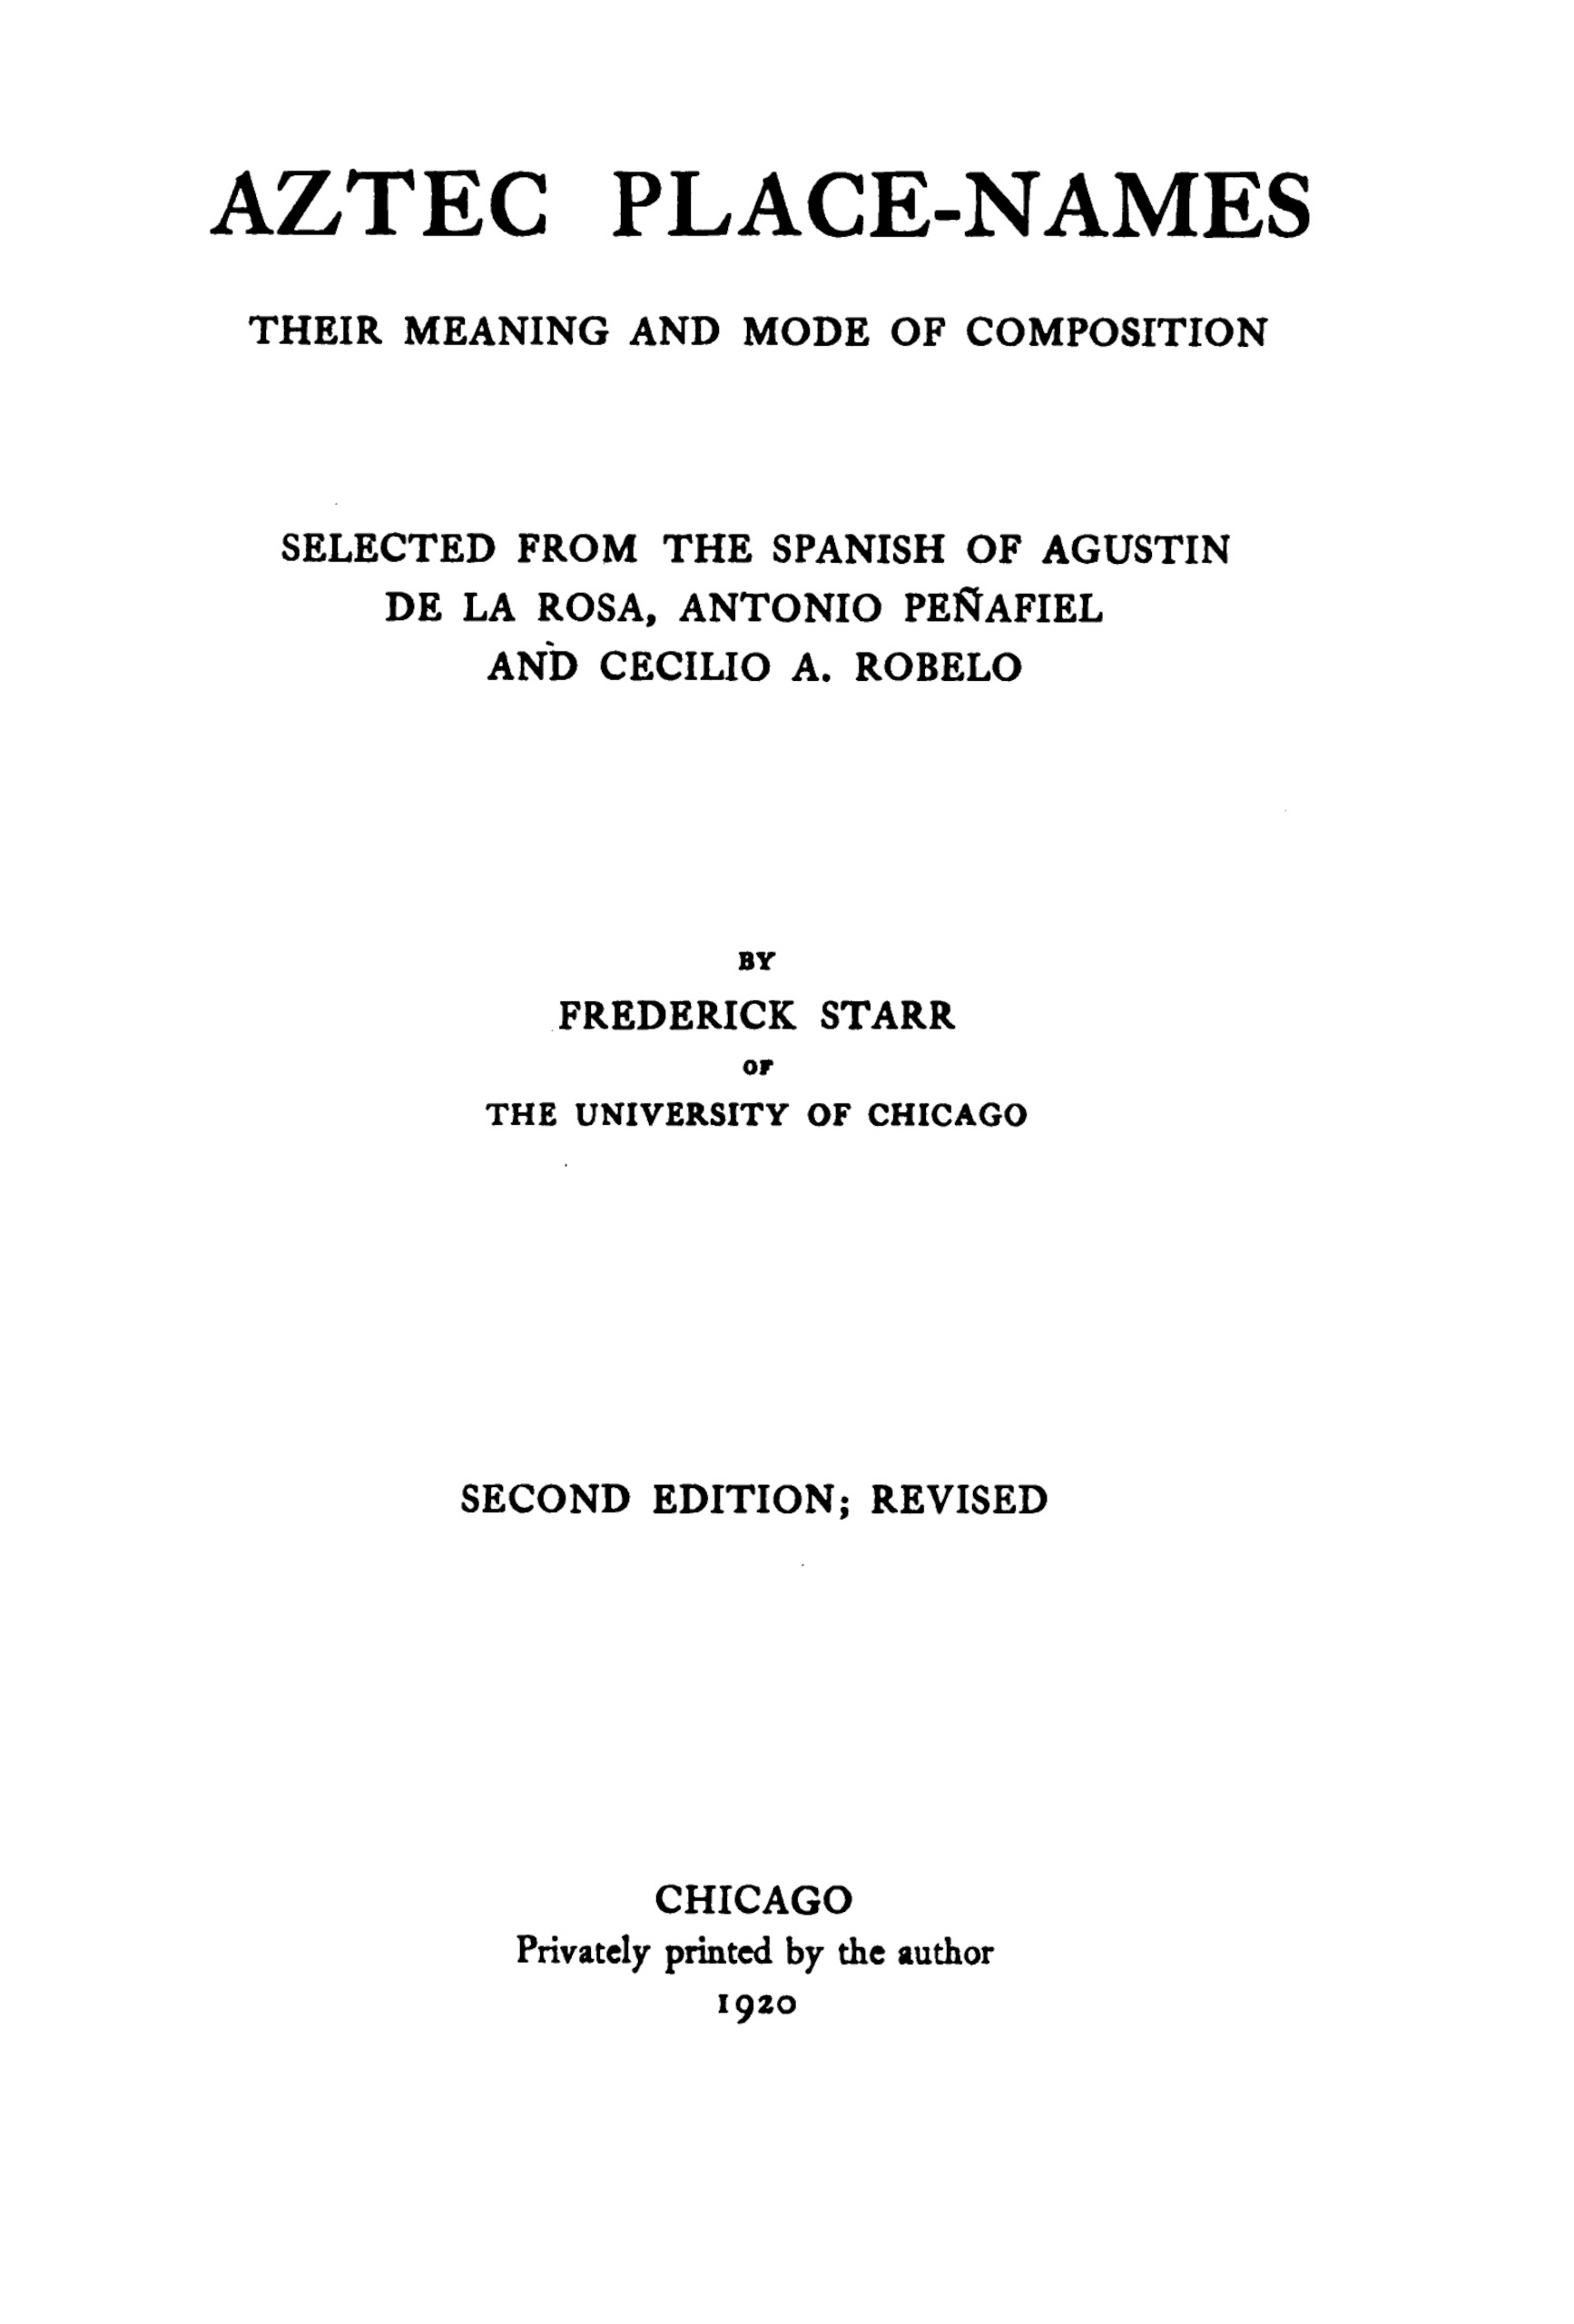 AZTEC PLACE-NAMES
THEIR MEANING AND MODE OF COMPOSITION
SELECTED FROM THE SPANISH OF AGUSTIN
DE LA ROSA, ANTONIO PEÑAFIEL
AND CECILIO A. ROBELO
BY
FREDERICK STARR
OF
THE UNIVERSITY OF CHICAGO
SECOND EDITION; REVISED
CHICAGO
Privately printed by the author
1920